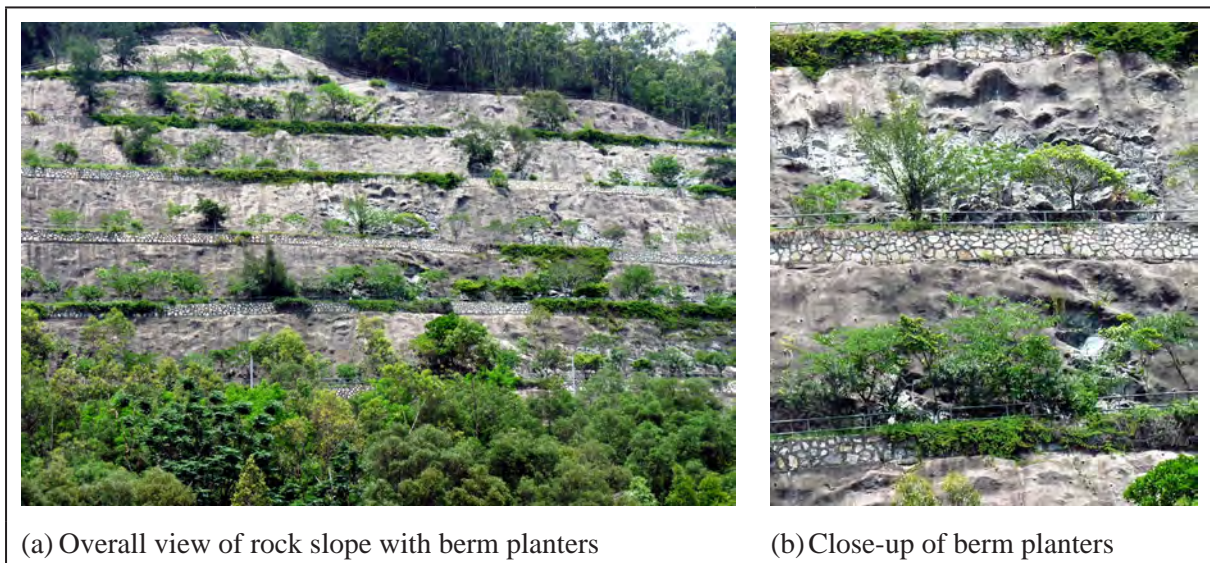 (a) Overall view of rock slope with berm planters
(b) Close-up of berm planters